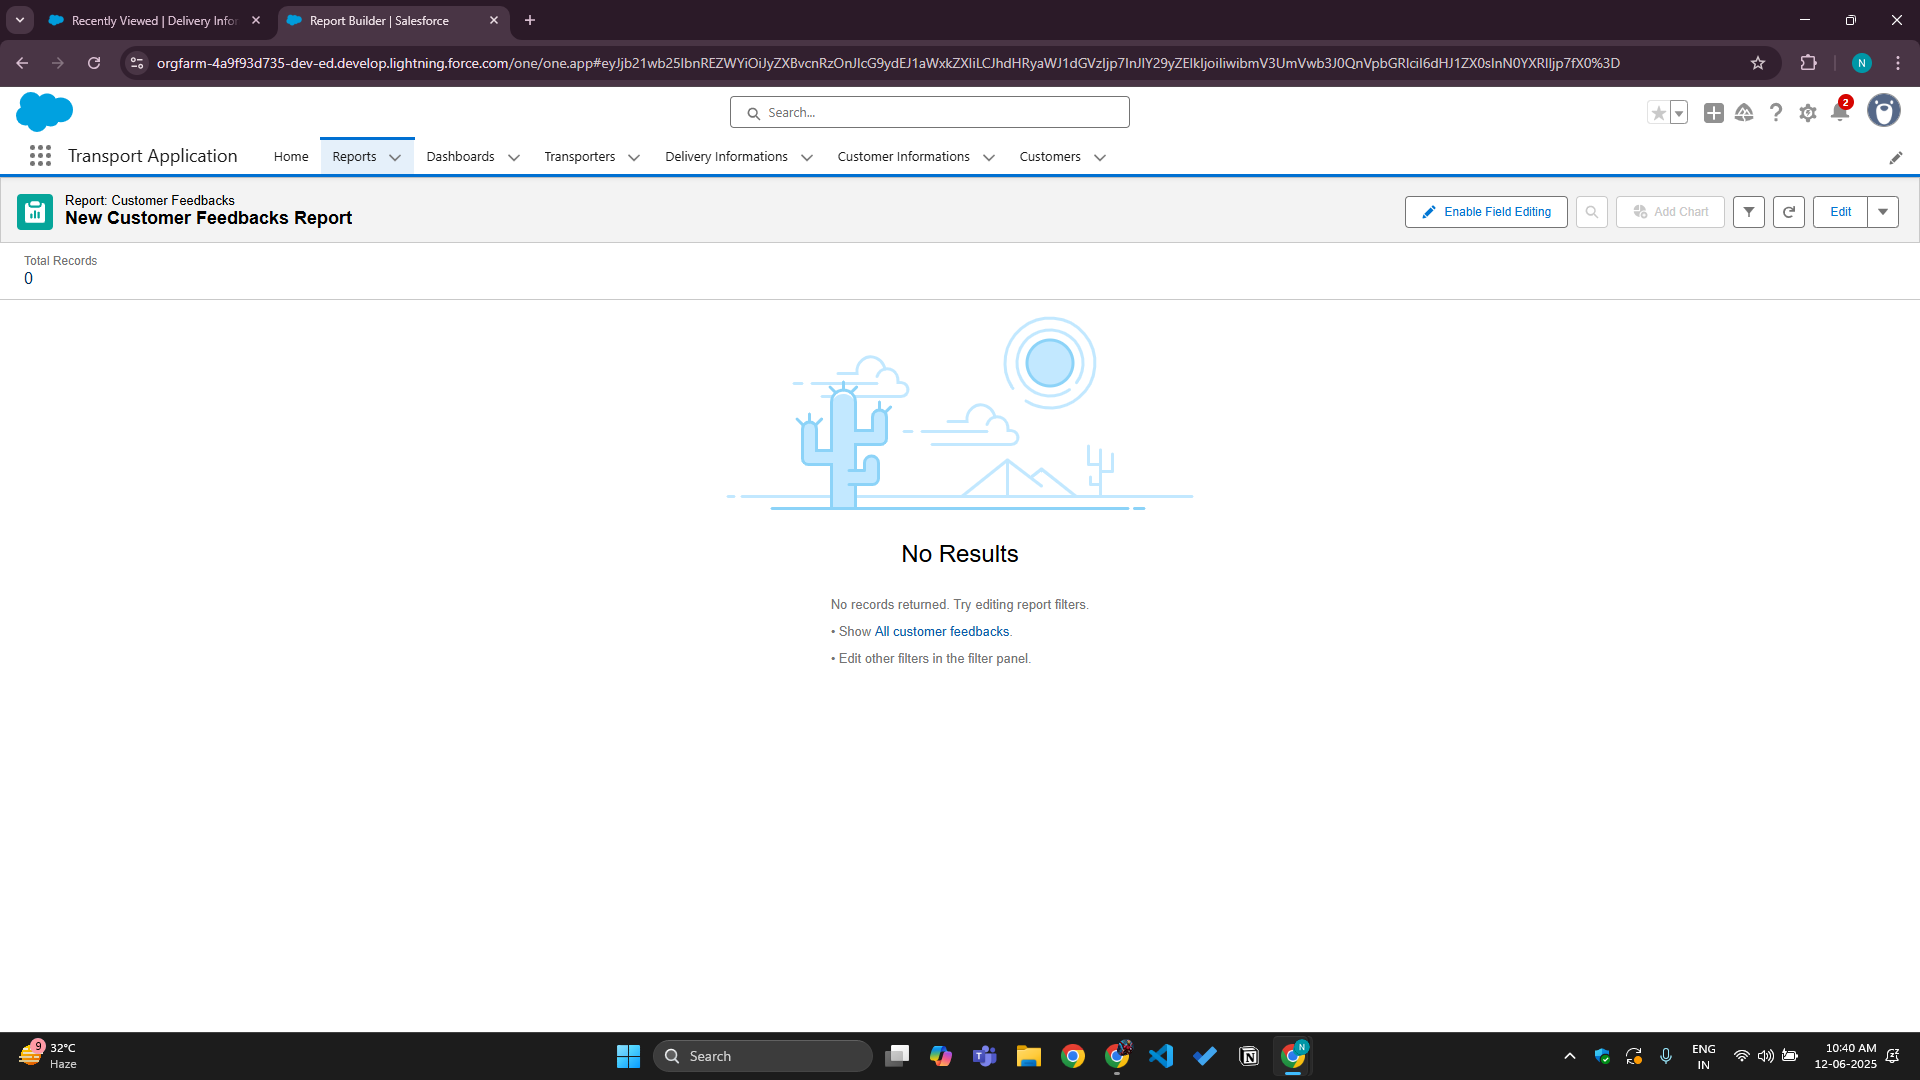 Recently Viewed | Delivery Infor
Report Builder | Salesforce
orgfarm-4a9f93d735-dev-ed.develop.lightning.force.com/one/one.app#eyJjb21wb25lbnREZWYiOiJyZXBvcnRzOnJlcG9ydEJ1aWxkZXIiLCJhdHRyaWJ1dGVzIjp7InJlY29yZElkIjoiIiwibmV3UmVwb3J0QnVpbGRlciI6dHJ1ZX0sInN0YXRlIjp7fX0%3D
N
Search...
2
Transport Application
Home
Reports
Dashboards
Transporters
Delivery Informations
Customer Informations
Customers
Report: Customer Feedbacks
New Customer Feedbacks Report
Enable Field Editing
Add Chart
Edit
Total Records
0
No Results
No records returned. Try editing report filters.
• Show All customer feedbacks.
• Edit other filters in the filter panel.
9
32°C
Haze
Search
N
ENG
IN
10:40 AM
12-06-2025